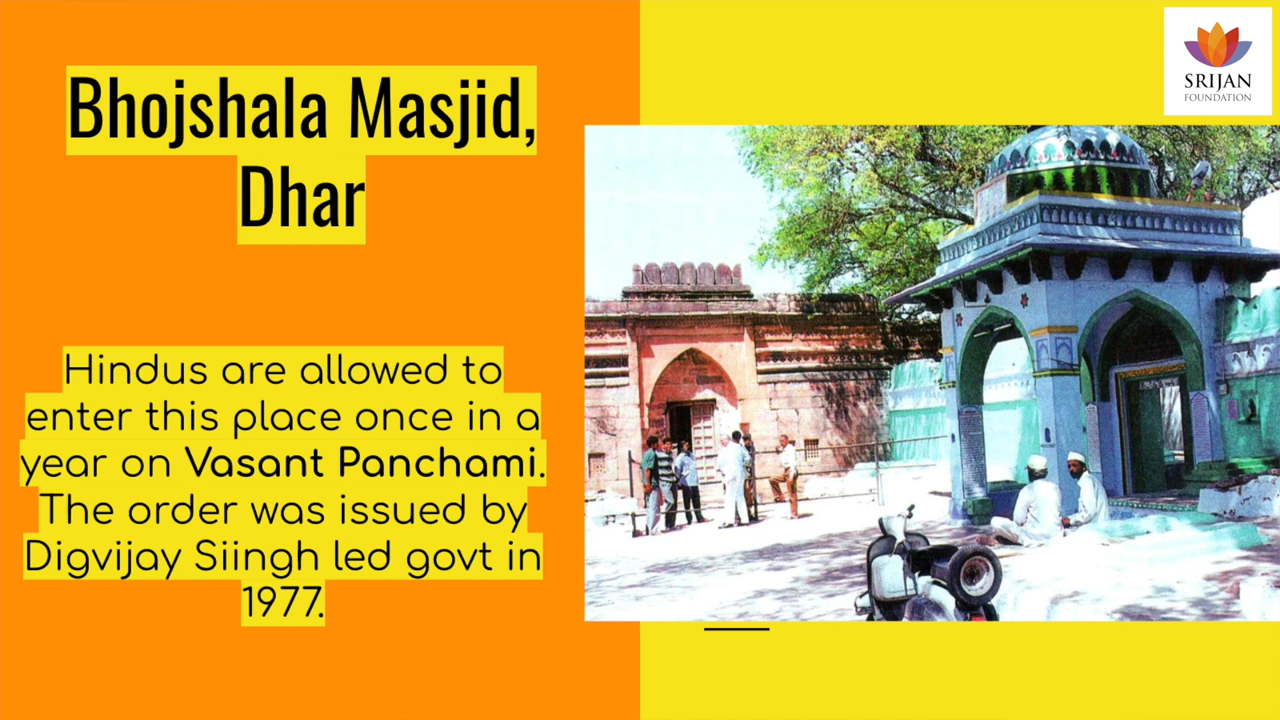 Bhojshala Masjid,
Dhar
Hindus are allowed to
enter this place once in a
year on Vasant Panchami.
The order was issued by
Digvijay Siingh led govt in
1977.
SRIJAN
FOUNDATION